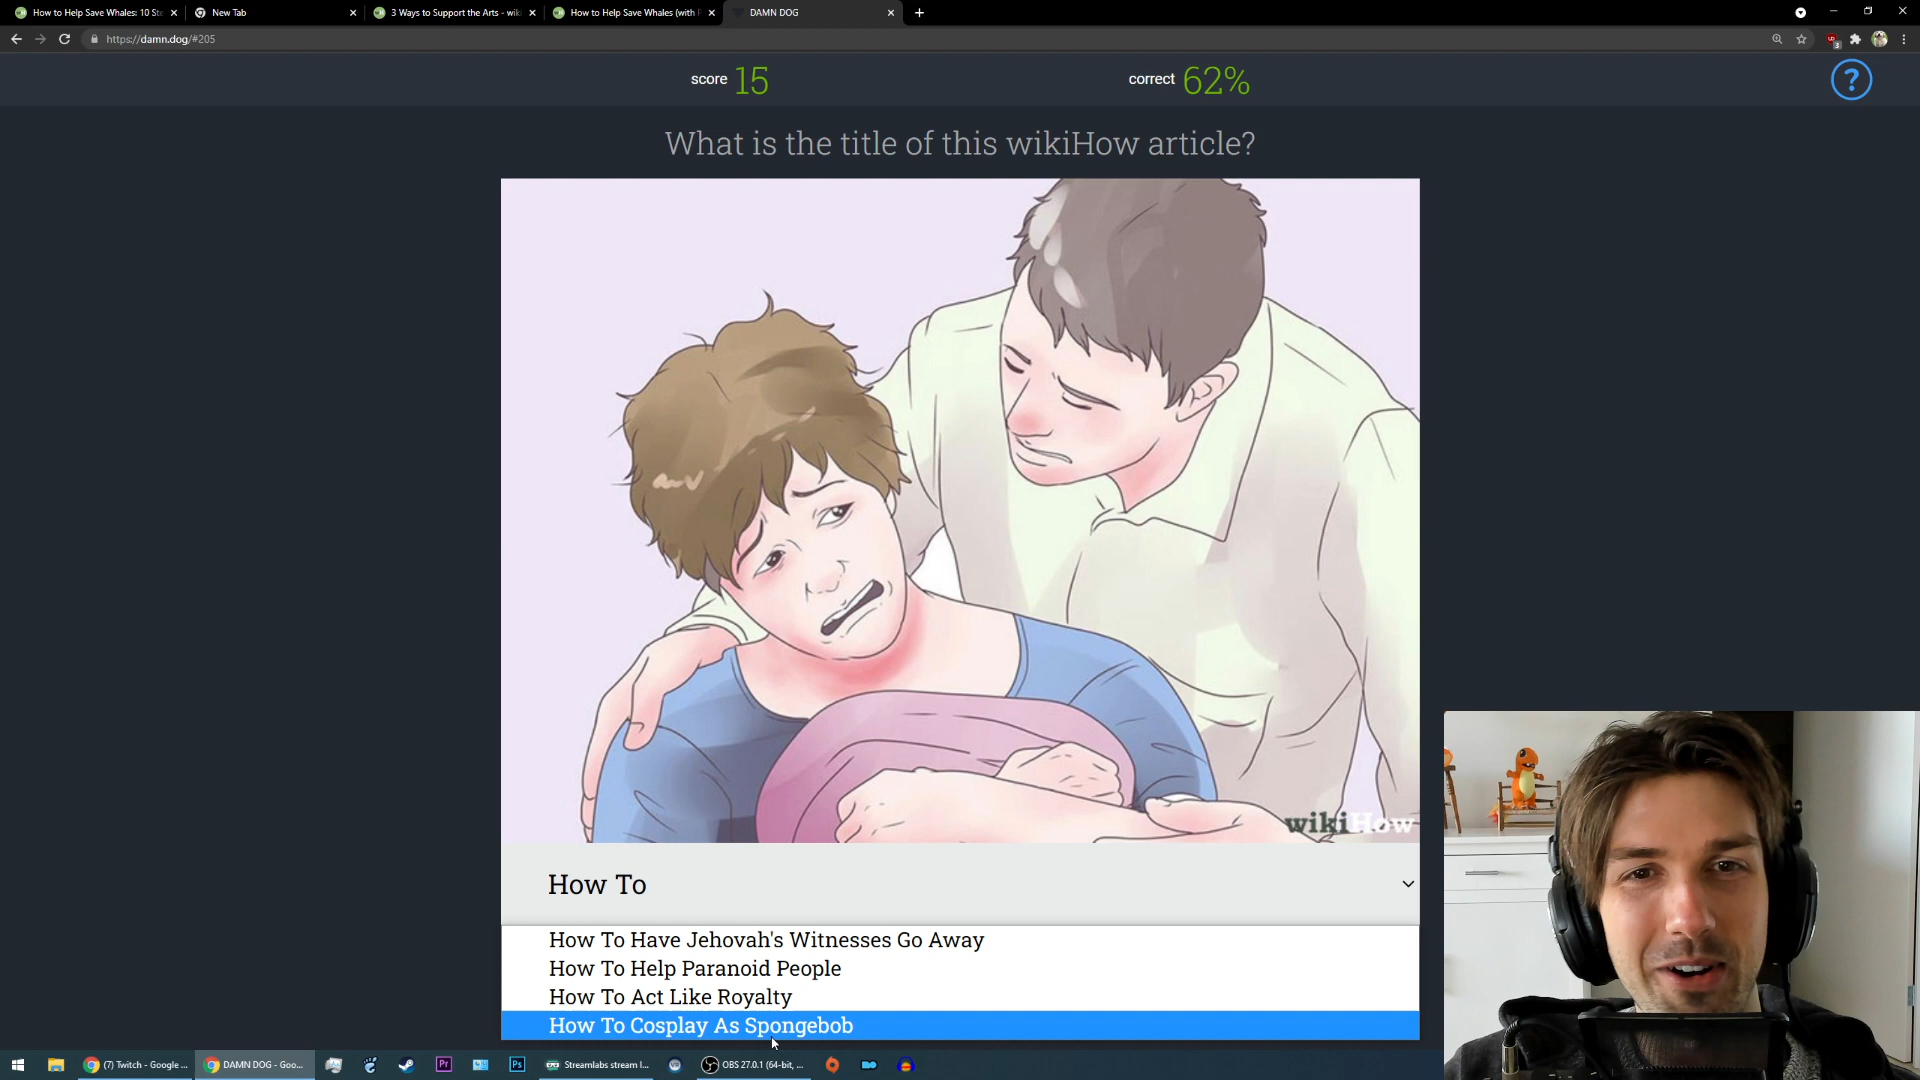 How to Help Save Whales: 10 Ste
New Tab
3 Ways to Support the Arts - wiki
How to Help Save Whales (with P
DAMN DOG
https://damn.dog/#205
score 15
correct 62%
?
What is the title of this wikiHow article?
wikiHow
How To
How To Have Jehovah's Witnesses Go Away
How To Help Paranoid People
How To Act Like Royalty
How To Cosplay As Spongebob
(7) Twitch - Google ...
DAMN DOG - Goo...
Pr
Ps
Streamlabs stream l...
OBS 27.0.1 (64-bit, ...